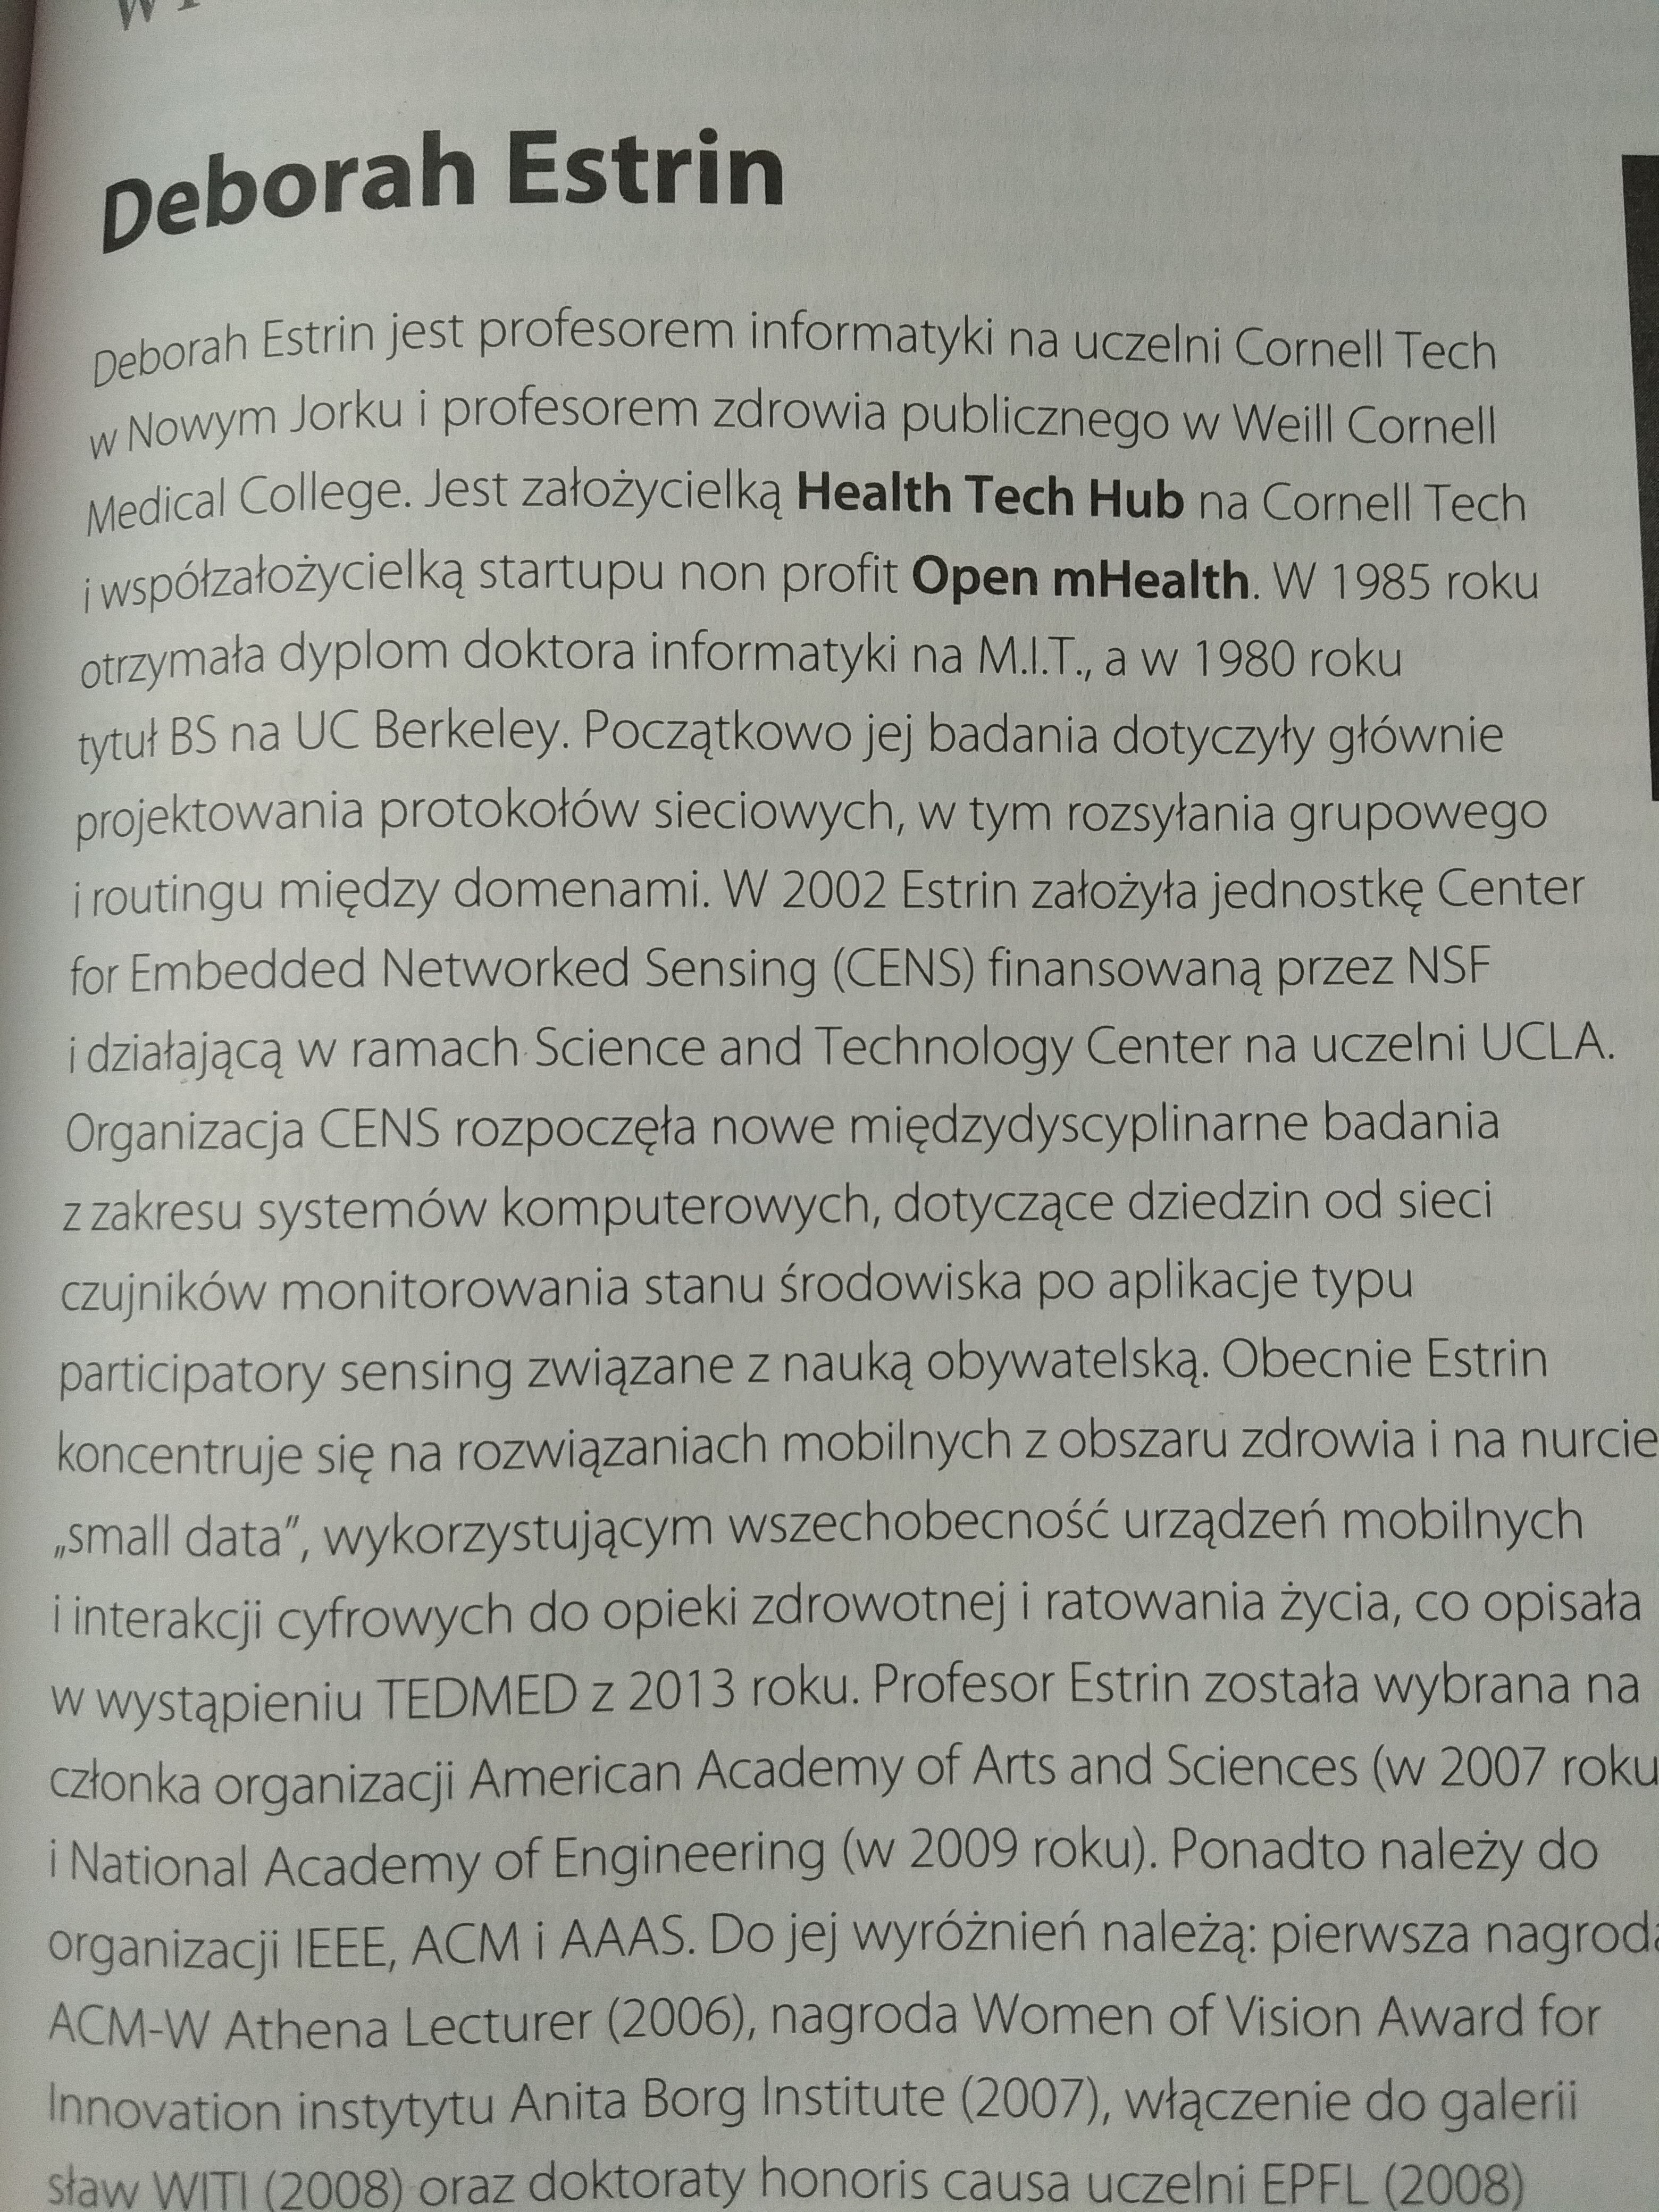 Deborah Estrin
Deborah Estrin jest profesorem informatyki na uczelni Cornell Tech
w Nowym Jorku i profesorem zdrowia publicznego w Weill Cornell
Medical College. Jest założycielką Health Tech Hub na Cornell Tech
i współzałożycielką startupu non profit Open mHealth. W 1985 roku
otrzymała dyplom doktora informatyki na M.I.T., a w 1980 roku
tytuł BS na UC Berkeley. Początkowo jej badania dotyczyły głównie
projektowania protokołów sieciowych, w tym rozsyłania grupowego
i routingu między domenami. W 2002 Estrin założyła jednostkę Center
for Embedded Networked Sensing (CENS) finansowaną przez NSF
i działającą w ramach Science and Technology Center na uczelni UCLA.
Organizacja CENS rozpoczęła nowe międzydyscyplinarne badania
z zakresu systemów komputerowych, dotyczące dziedzin od sieci
czujników monitorowania stanu środowiska po aplikacje typu
participatory sensing związane z nauką obywatelską. Obecnie Estrin
koncentruje się na rozwiązaniach mobilnych z obszaru zdrowia i na nurcie
„small data”, wykorzystującym wszechobecność urządzeń mobilnych
i interakcji cyfrowych do opieki zdrowotnej i ratowania życia, co opisała
w wystąpieniu TEDMED z 2013 roku. Profesor Estrin została wybrana na
członka organizacji American Academy of Arts and Sciences (w 2007 roku
i National Academy of Engineering (w 2009 roku). Ponadto należy do
organizacji IEEE, ACM i AAAS. Do jej wyróżnień należą: pierwsza nagroda
ACM-W Athena Lecturer (2006), nagroda Women of Vision Award for
Innovation instytytu Anita Borg Institute (2007), włączenie do galerii
sław WITI (2008) oraz doktoraty honoris causa uczelni EPFL (2008)